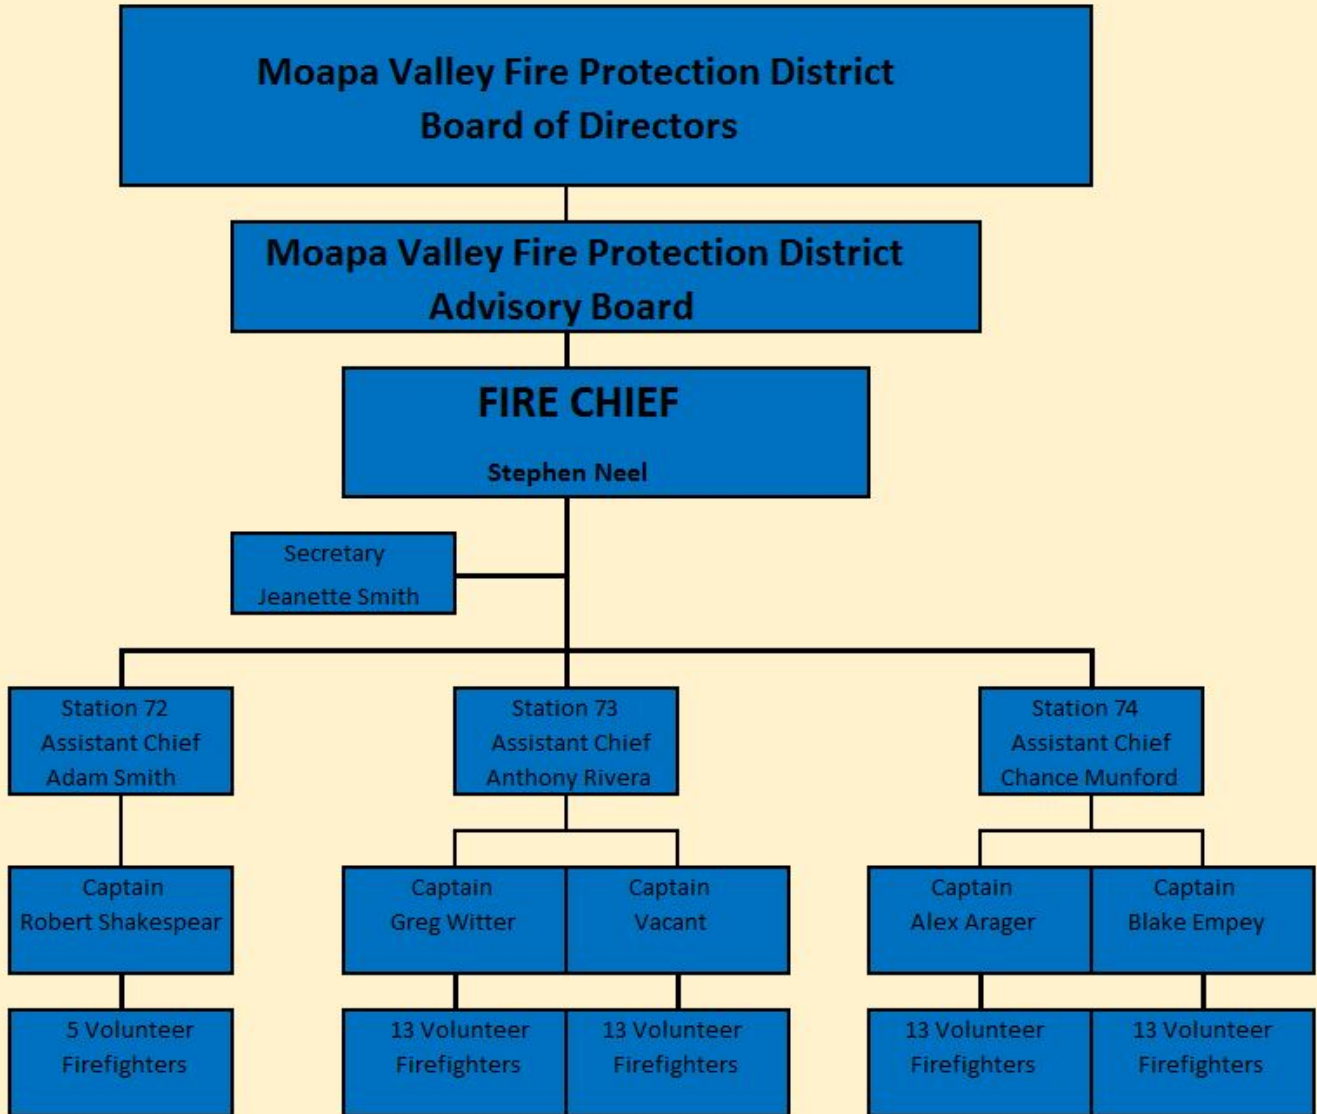 Moapa Valley Fire Protection District
Board of Directors
Moapa Valley Fire Protection District
Advisory Board
FIRE CHIEF
Stephen Neel
Secretary
Jeanette Smith
Station 72
Assistant Chief
Adam Smith
Station 73
Assistant Chief
Anthony Rivera
Station 74
Assistant Chief
Chance Munford
Captain
Robert Shakespear
Captain
Greg Witter
Captain
Vacant
Captain
Alex Arager
Captain
Blake Empey
5 Volunteer
Firefighters
13 Volunteer
Firefighters
13 Volunteer
Firefighters
13 Volunteer
Firefighters
13 Volunteer
Firefighters